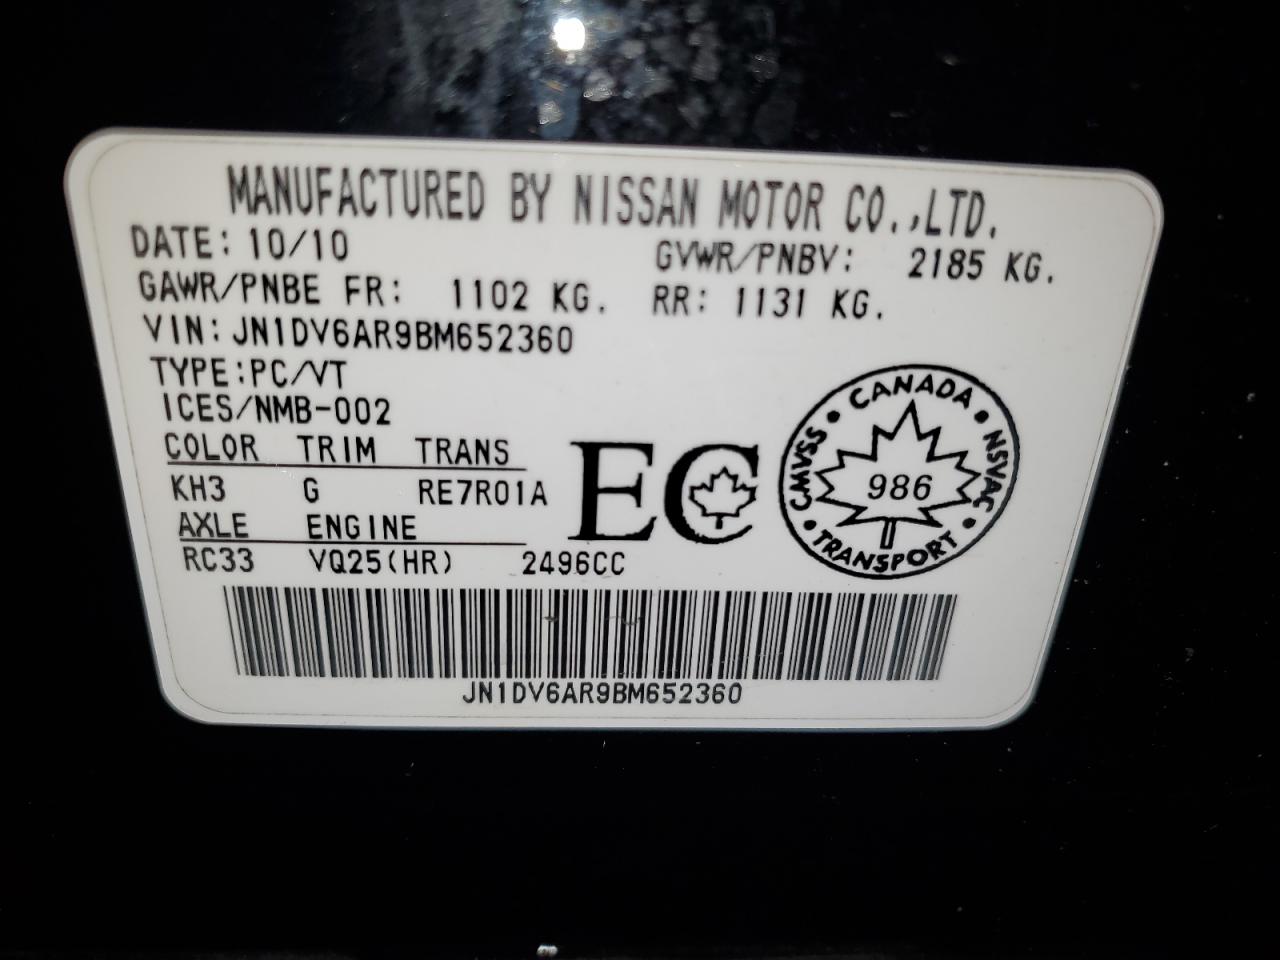 MANUFACTURED BY NISSAN MOTOR CO.,LTD.
DATE: 10/10 GVWR/PNBV: 2185 KG.
GAWR/PNBE FR: 1102 KG. RR: 1131 KG.
VIN: JN1DV6AR9BM652360
TYPE:PC/VT
ICES/NMB-002
COLOR TRIM TRANS
KH3 G RE7R01A
AXLE ENGINE
RC33 VQ25(HR) 2496CC
EC
CANADA • NSVAC • TRANSPORT • CMVSS •
986
JN1DV6AR9BM652360